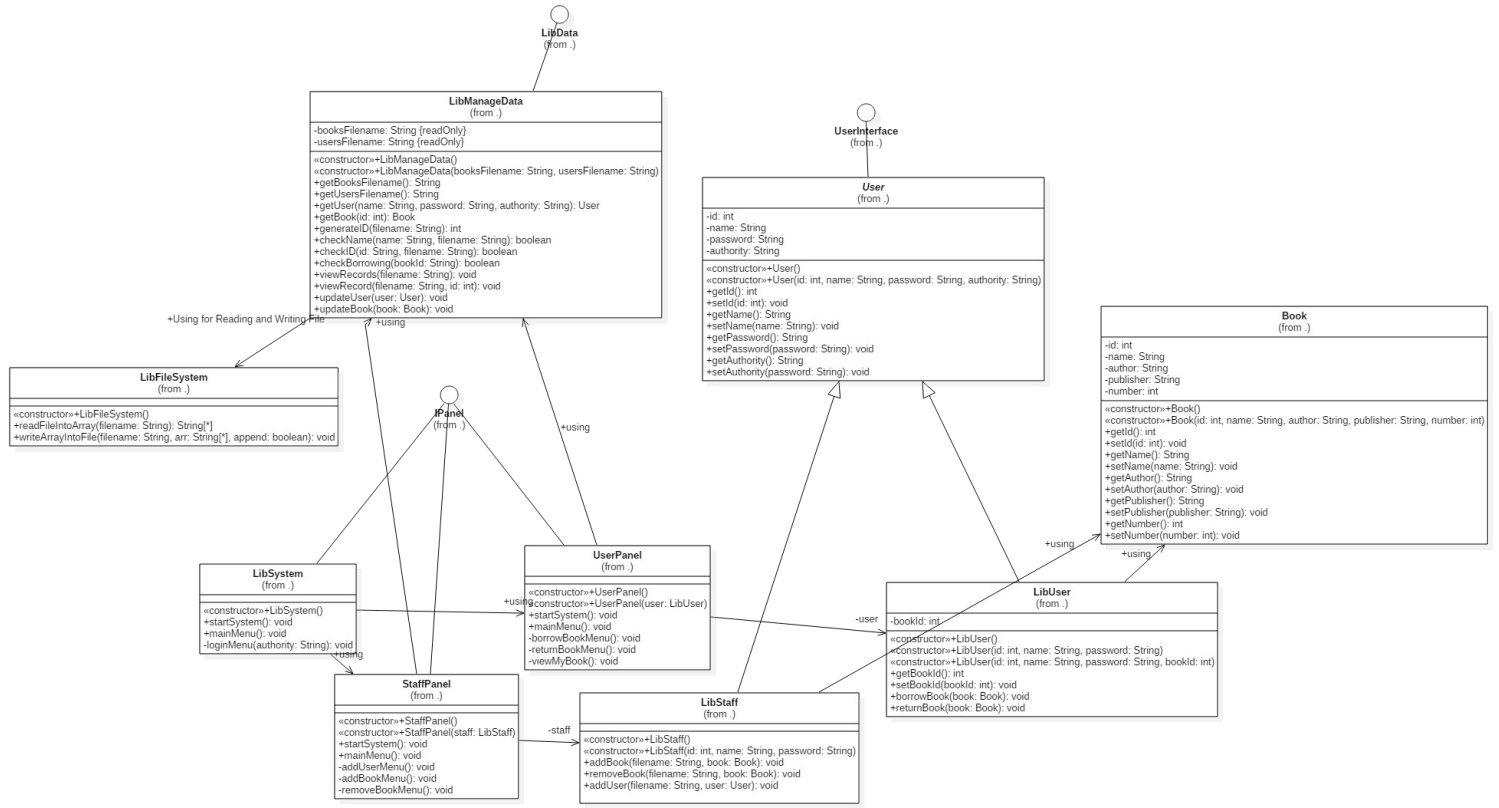 LibData
(from .)
LibManageData
(from .)
-booksFilename: String {readOnly}
-usersFilename: String {readOnly}
«constructor»+LibManageData()
«constructor»+LibManageData(booksFilename: String, usersFilename: String)
+getBooksFilename(): String
+getUsersFilename(): String
+getUser(name: String, password: String, authority: String): User
+getBook(id: int): Book
+generateID(filename: String): int
+checkName(name: String, filename: String): boolean
+checkID(id: String, filename: String): boolean
+checkBorrowing(bookId: String): boolean
+viewRecords(filename: String): void
+viewRecord(filename: String, id: int): void
+updateUser(user: User): void
+updateBook(book: Book): void
UserInterface
(from .)
User
(from .)
-id: int
-name: String
-password: String
-authority: String
«constructor»+User()
«constructor»+User(id: int, name: String, password: String, authority: String)
+getId(): int
+setId(id: int): void
+getName(): String
+setName(name: String): void
+getPassword(): String
+setPassword(password: String): void
+getAuthority(): String
+setAuthority(password: String): void
Book
(from .)
-id: int
-name: String
-author: String
-publisher: String
-number: int
«constructor»+Book()
«constructor»+Book(id: int, name: String, author: String, publisher: String, number: int)
+getId(): int
+setId(id: int): void
+getName(): String
+setName(name: String): void
+getAuthor(): String
+setAuthor(author: String): void
+getPublisher(): String
+setPublisher(publisher: String): void
+getNumber(): int
+setNumber(number: int): void
+Using for Reading and Writing File
+using
LibFileSystem
(from .)
«constructor»+LibFileSystem()
+readFileIntoArray(filename: String): String[*]
+writeArrayIntoFile(filename: String, arr: String[*], append: boolean): void
IPanel
(from .)
+using
LibSystem
(from .)
«constructor»+LibSystem()
+startSystem(): void
+mainMenu(): void
-loginMenu(authority: String): void
+using
+using
UserPanel
(from .)
«constructor»+UserPanel()
«constructor»+UserPanel(user: LibUser)
+startSystem(): void
+mainMenu(): void
-borrowBookMenu(): void
-returnBookMenu(): void
-viewMyBook(): void
-user
+using
+using
LibUser
(from .)
-bookId: int
«constructor»+LibUser()
«constructor»+LibUser(id: int, name: String, password: String)
«constructor»+LibUser(id: int, name: String, password: String, bookId: int)
+getBookId(): int
+setBookId(bookId: int): void
+borrowBook(book: Book): void
+returnBook(book: Book): void
StaffPanel
(from .)
«constructor»+StaffPanel()
«constructor»+StaffPanel(staff: LibStaff)
+startSystem(): void
+mainMenu(): void
-addUserMenu(): void
-addBookMenu(): void
-removeBookMenu(): void
-staff
LibStaff
(from .)
«constructor»+LibStaff()
«constructor»+LibStaff(id: int, name: String, password: String)
+addBook(filename: String, book: Book): void
+removeBook(filename: String, book: Book): void
+addUser(filename: String, user: User): void